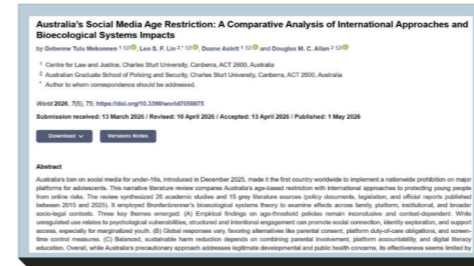 Australia's Social Media Age Restriction: A Comparative Analysis of International Approaches and
Bioecological Systems Impacts
by Geberew Tulu Mekonnen 1, Leo S. F. Lin 2,*, Duane Aslett 1 and Douglas M. C. Allan 2
1 Centre for Law and Justice, Charles Sturt University, Canberra, ACT 2600, Australia
2 Australian Graduate School of Policing and Security, Charles Sturt University, Canberra, ACT 2600, Australia
* Author to whom correspondence should be addressed.
World 2026, 7(5), 75; https://doi.org/10.3390/world7050075
Submission received: 13 March 2026 / Revised: 10 April 2026 / Accepted: 13 April 2026 / Published: 1 May 2026
Download Versions Notes
Abstract
Australia's ban on social media for under-16s, introduced in December 2025, made it the first country worldwide to implement a nationwide prohibition on major
platforms for adolescents. This narrative literature review compares Australia's age-based restriction with international approaches to protecting young people
from online risks. The review synthesized 26 academic studies and 15 grey literature sources (policy documents, legislation, and official reports published
between 2015 and 2025). It employed Bronfenbrenner's bioecological systems theory to examine effects across family, platform, institutional, and broader
socio-legal contexts. Three key themes emerged: (A) Empirical findings on age-threshold policies remain inconclusive and context-dependent. While
unregulated use relates to psychological vulnerabilities, structured and intentional engagement can promote social connection, identity exploration, and support
access, especially for marginalized youth. (B) Global responses vary, favoring alternatives like parental consent, platform duty-of-care obligations, and screen-
time control measures. (C) Balanced, sustainable harm reduction depends on combining parental involvement, platform accountability, and digital literacy
education. Overall, while Australia's precautionary approach addresses legitimate developmental and public health concerns, its effectiveness seems limited by